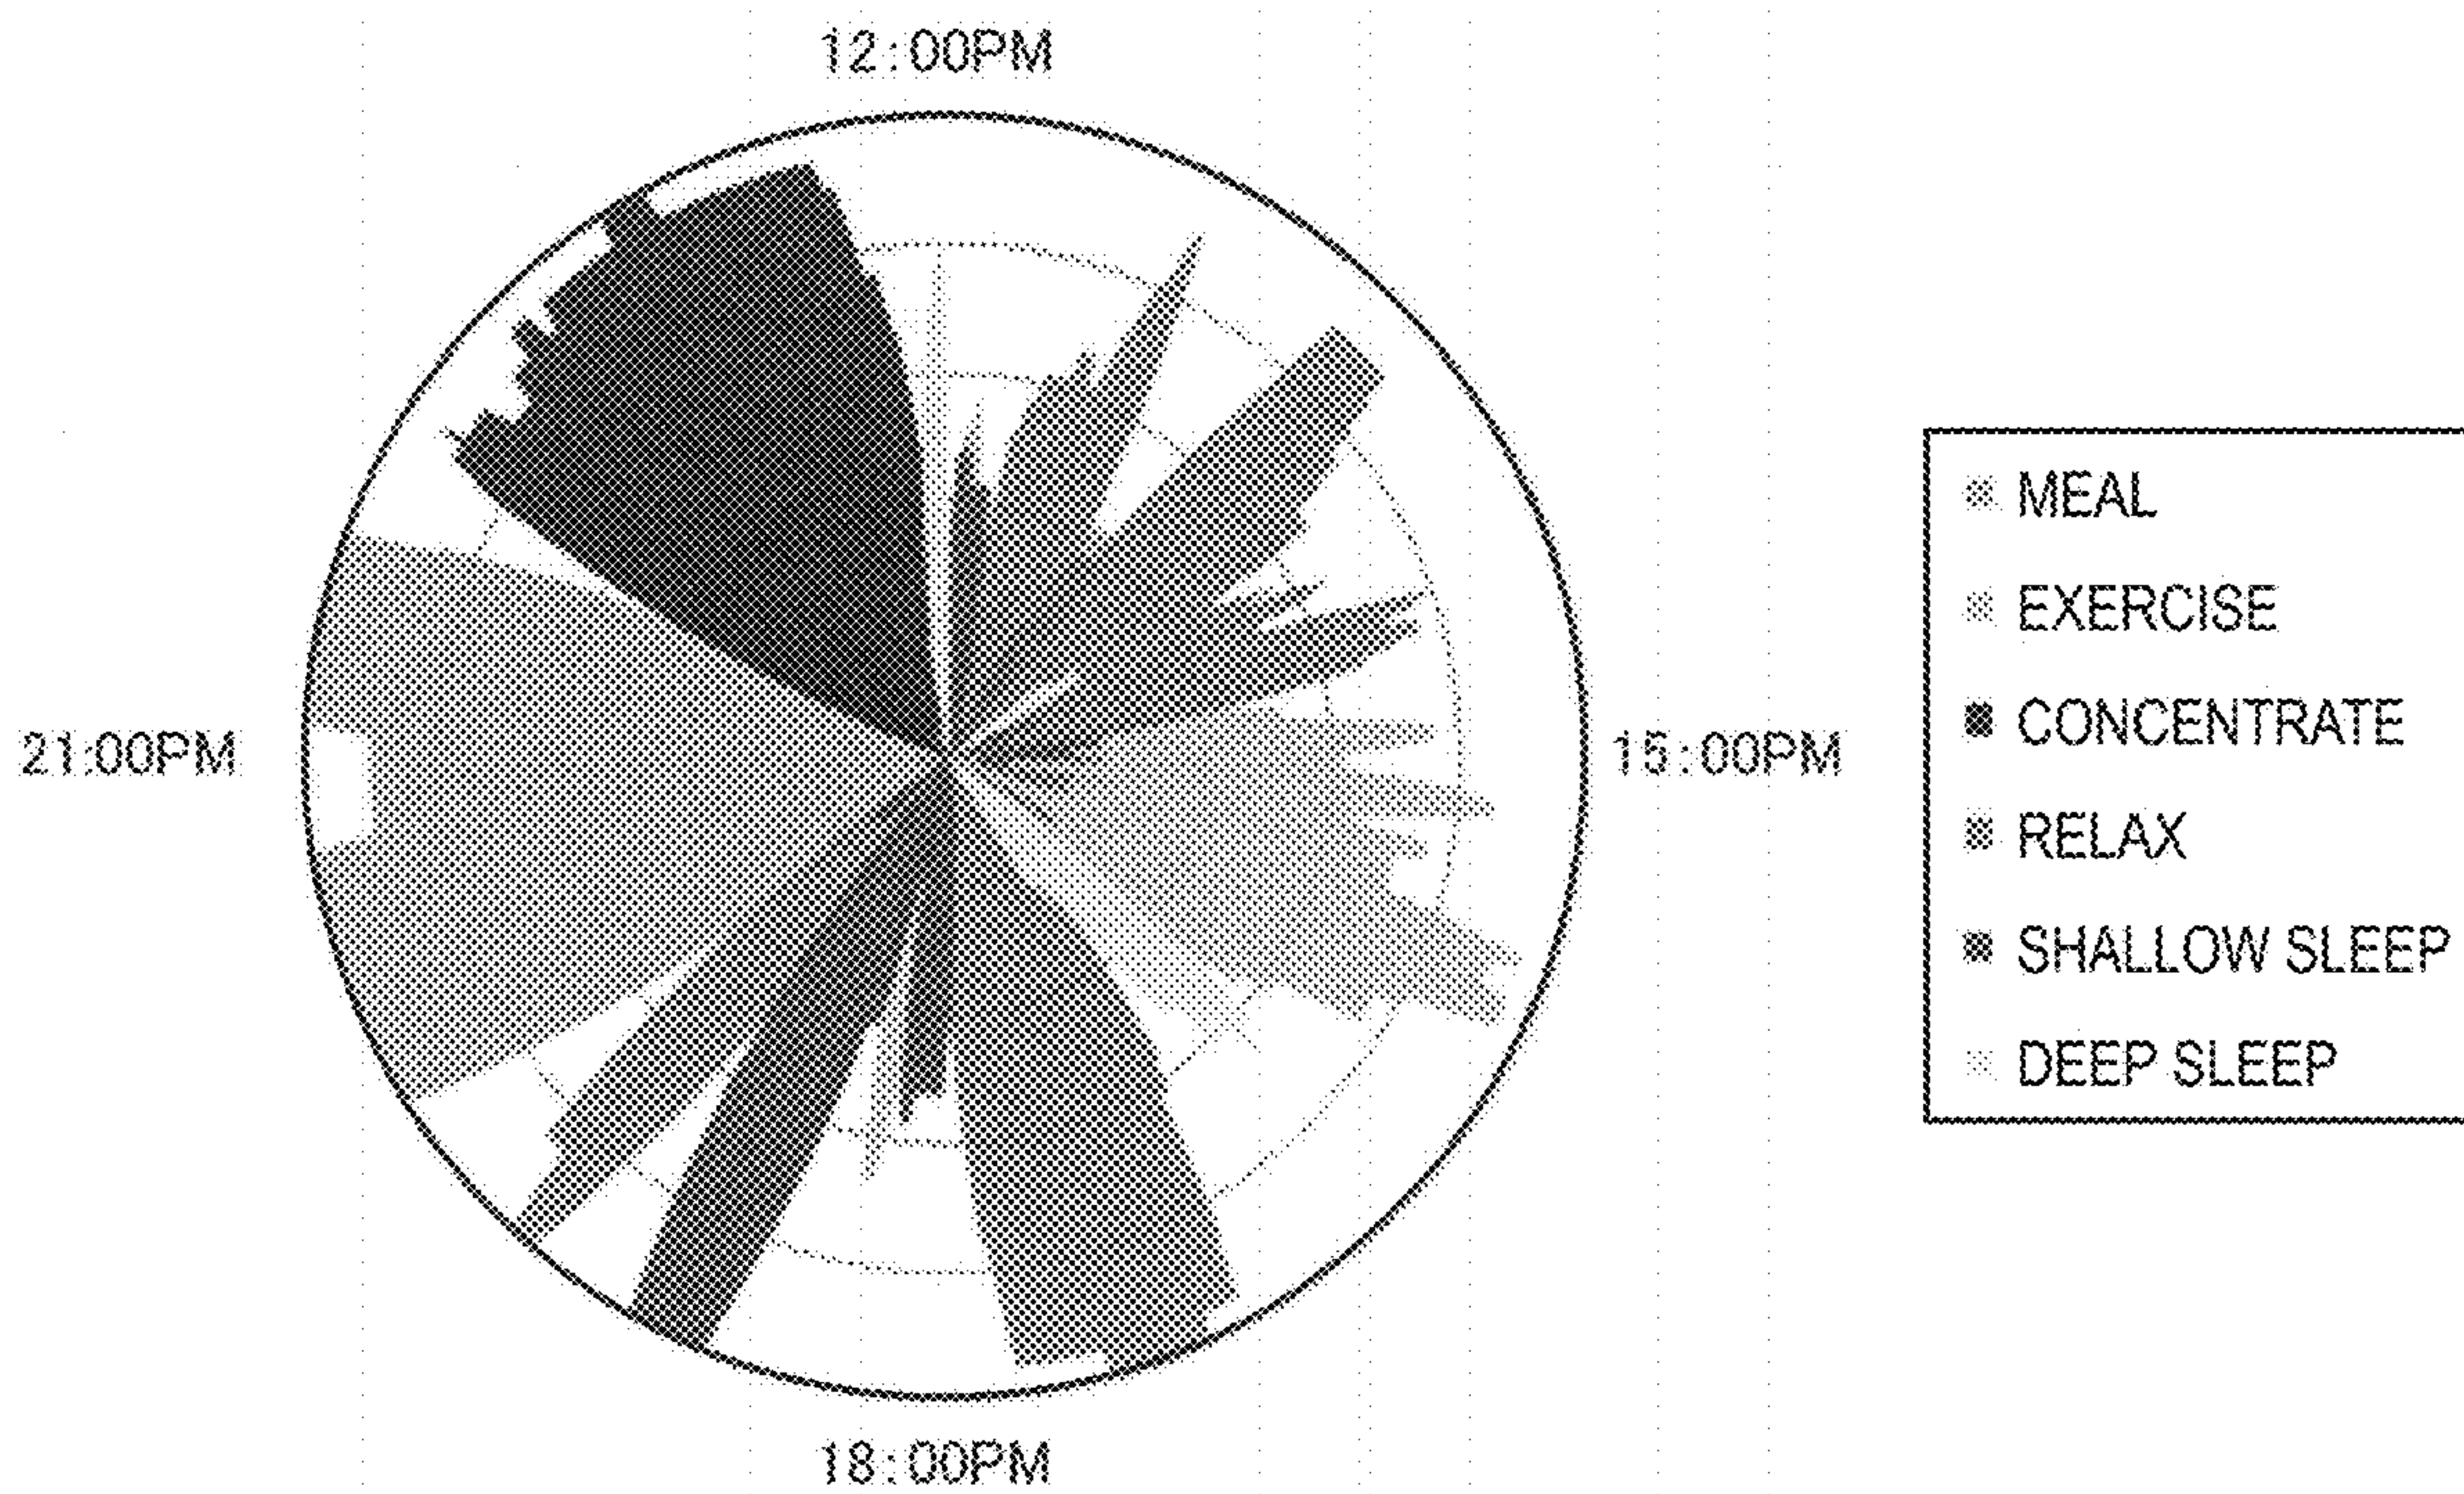 12:00PM
15:00PM
18:00PM
21:00PM
MEAL
EXERCISE
CONCENTRATE
RELAX
SHALLOW SLEEP
DEEP SLEEP